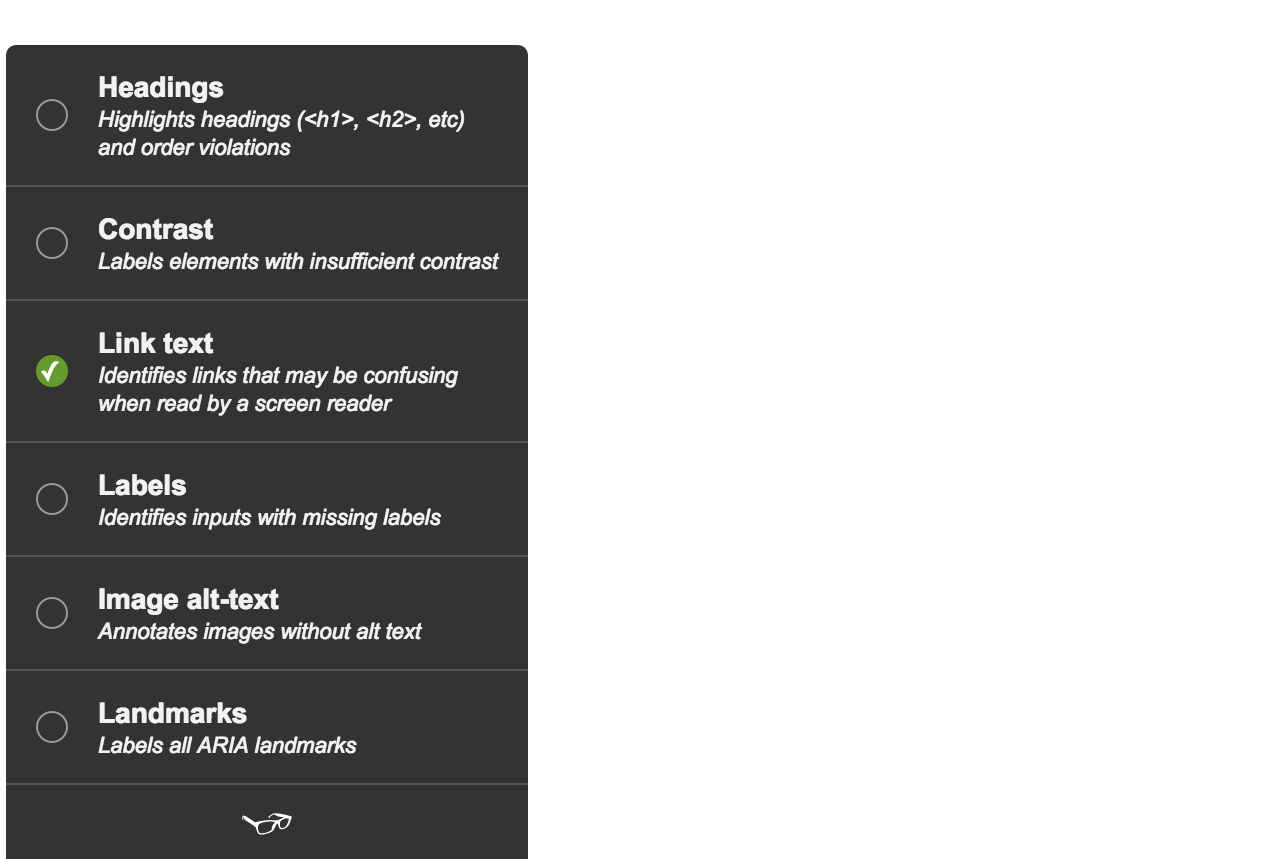 Headings
Highlights headings (<h1>, <h2>, etc)
and order violations
Contrast
Labels elements with insufficient contrast
Link text
Identifies links that may be confusing
when read by a screen reader
Labels
Identifies inputs with missing labels
Image alt-text
Annotates images without alt text
Landmarks
Labels all ARIA landmarks